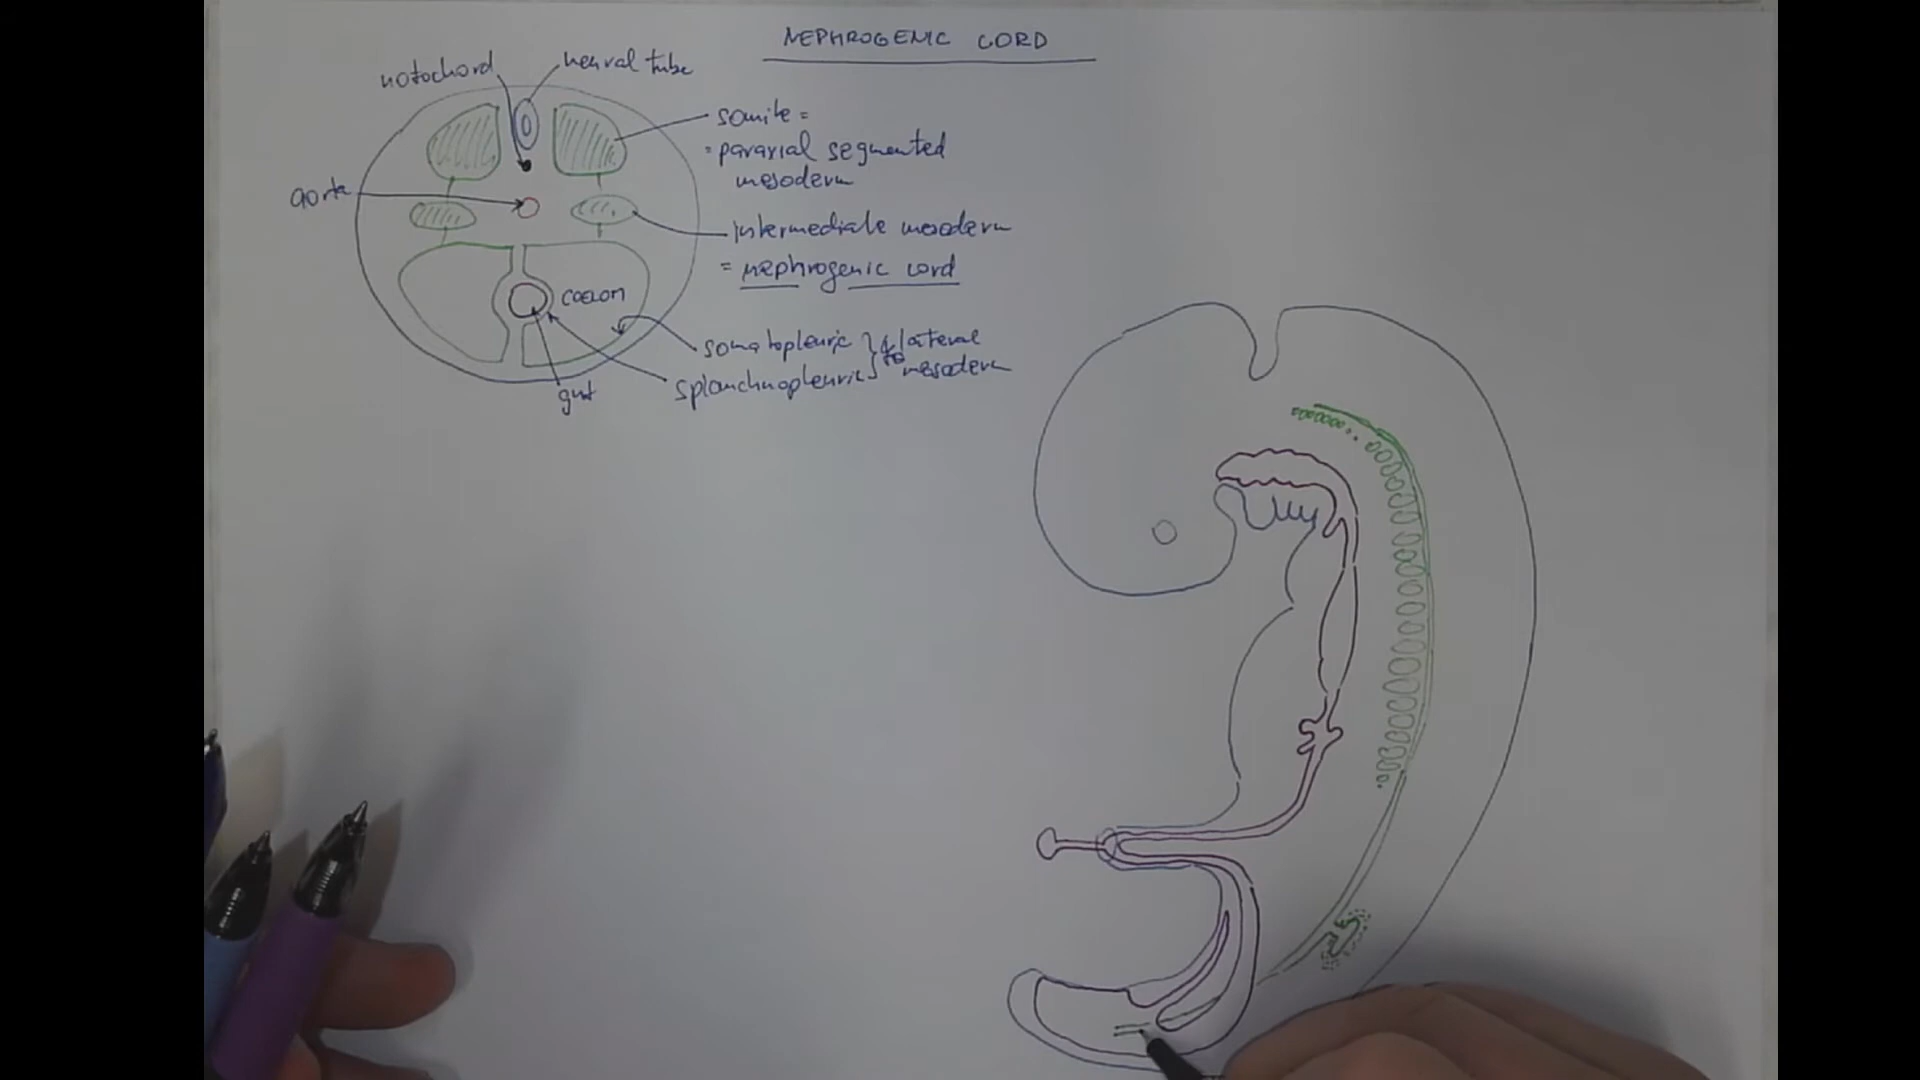 NEPHROGENIC CORD
notochord
neural tube
somite =
= paraxial segmented
mesoderm
aorta
intermediate mesoderm
= nephrogenic cord
COELOM
somatopleuric } lateral
splanchnopleuric } mesoderm
gut